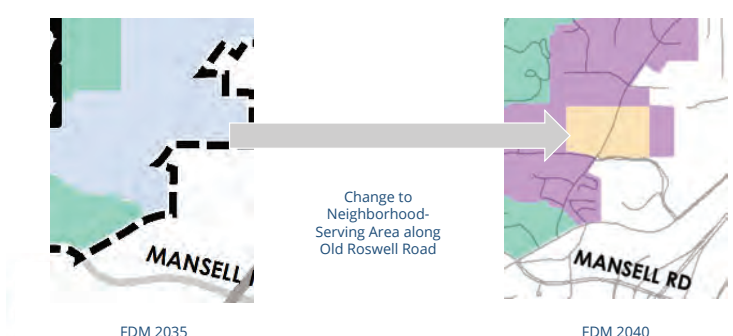 Change to
Neighborhood-
Serving Area along
Old Roswell Road
MANSELL
MANSELL RD
FDM 2035
FDM 2040